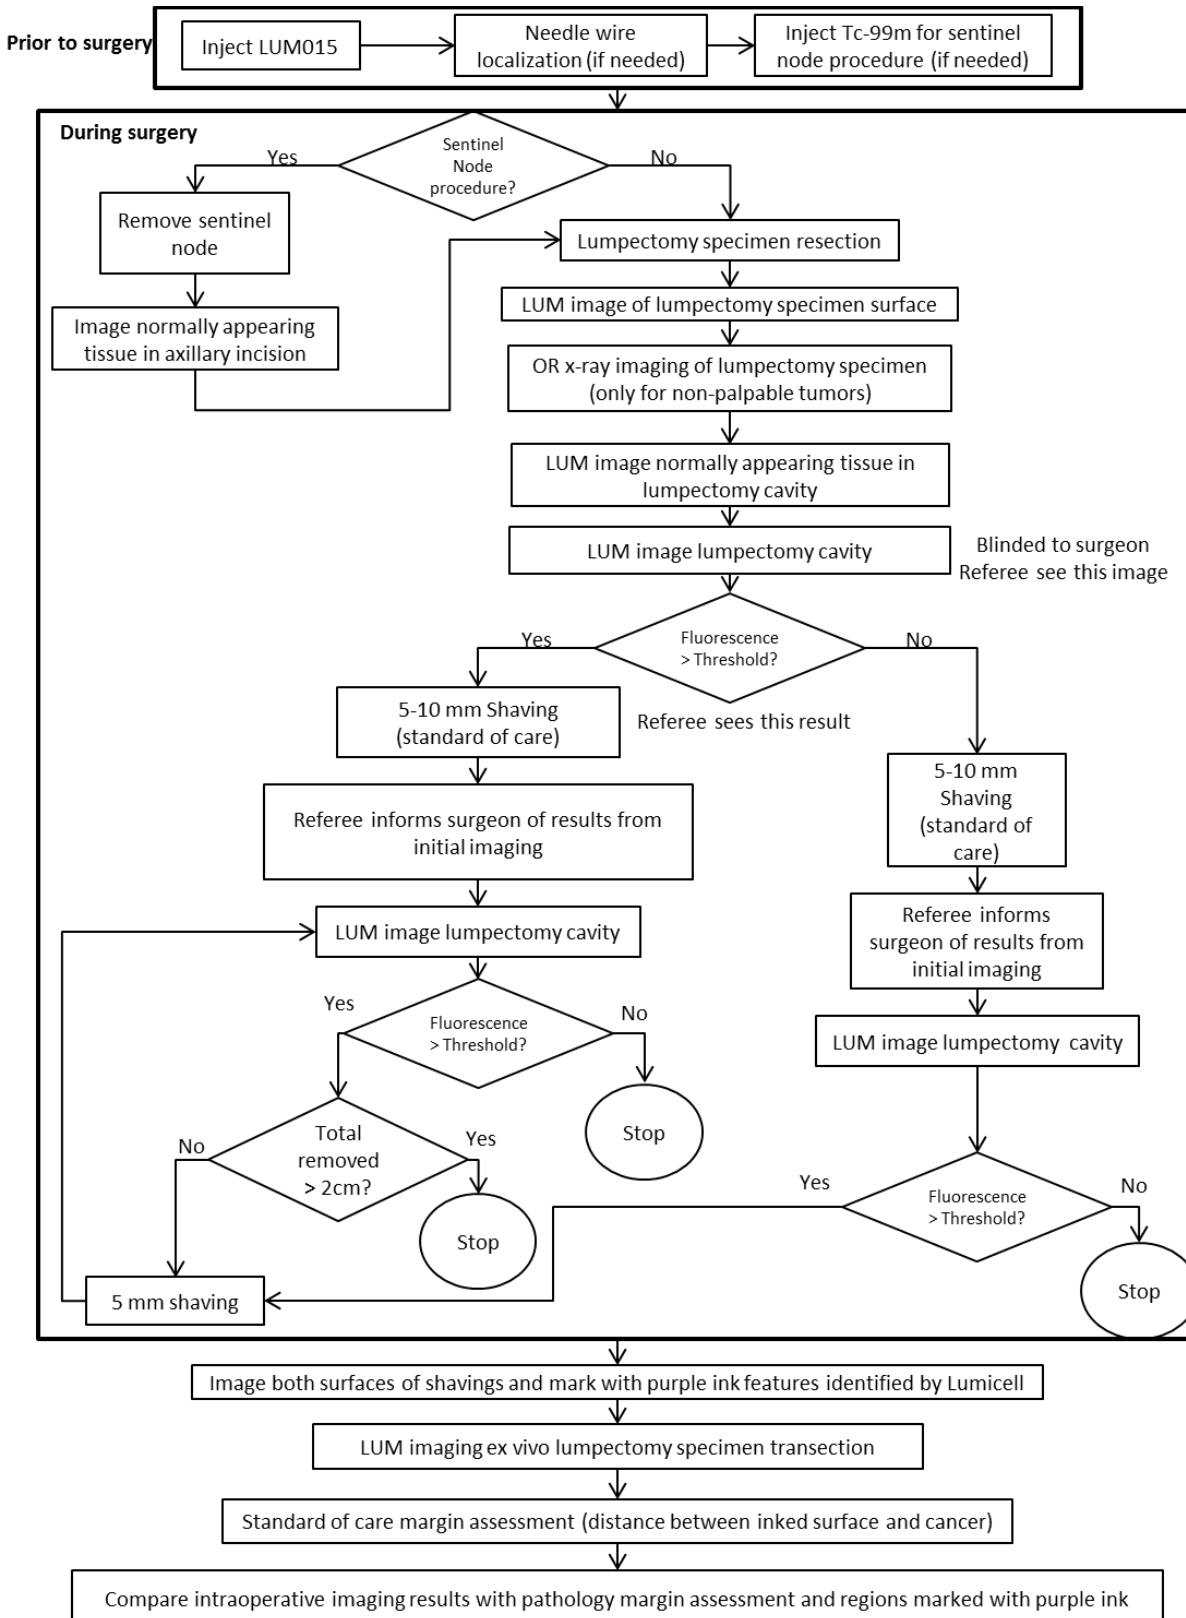 Prior to surgery
Inject LUM015
Needle wire
localization (if needed)
Inject Tc-99m for sentinel
node procedure (if needed)
During surgery
Sentinel
Node
procedure?
Yes
No
Remove sentinel
node
Image normally appearing
tissue in axillary incision
Lumpectomy specimen resection
LUM image of lumpectomy specimen surface
OR x-ray imaging of lumpectomy specimen
(only for non-palpable tumors)
LUM image normally appearing tissue in
lumpectomy cavity
LUM image lumpectomy cavity
Blinded to surgeon
Referee see this image
Fluorescence
> Threshold?
Yes
No
5-10 mm Shaving
(standard of care)
Referee sees this result
Referee informs surgeon of results from
initial imaging
LUM image lumpectomy cavity
Fluorescence
> Threshold?
Yes
No
Stop
Total
removed
> 2cm?
No
Yes
Stop
5 mm shaving
5-10 mm
Shaving
(standard of
care)
Referee informs
surgeon of results from
initial imaging
LUM image lumpectomy cavity
Fluorescence
> Threshold?
Yes
No
Stop
Image both surfaces of shavings and mark with purple ink features identified by Lumicell
LUM imaging ex vivo lumpectomy specimen transection
Standard of care margin assessment (distance between inked surface and cancer)
Compare intraoperative imaging results with pathology margin assessment and regions marked with purple ink